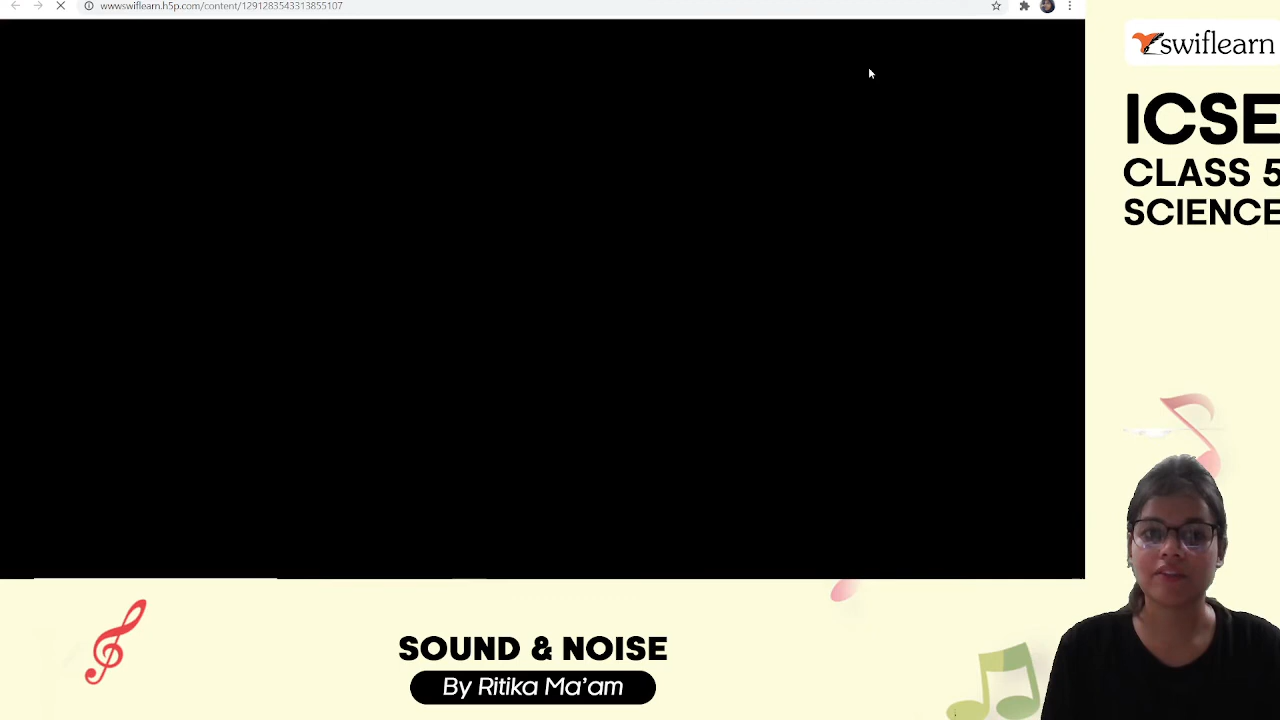 www.swiflearn.h5p.com/content/1291283543313855107
swiflearn
ICSE
CLASS 5
SCIENCE
SOUND & NOISE
By Ritika Ma'am